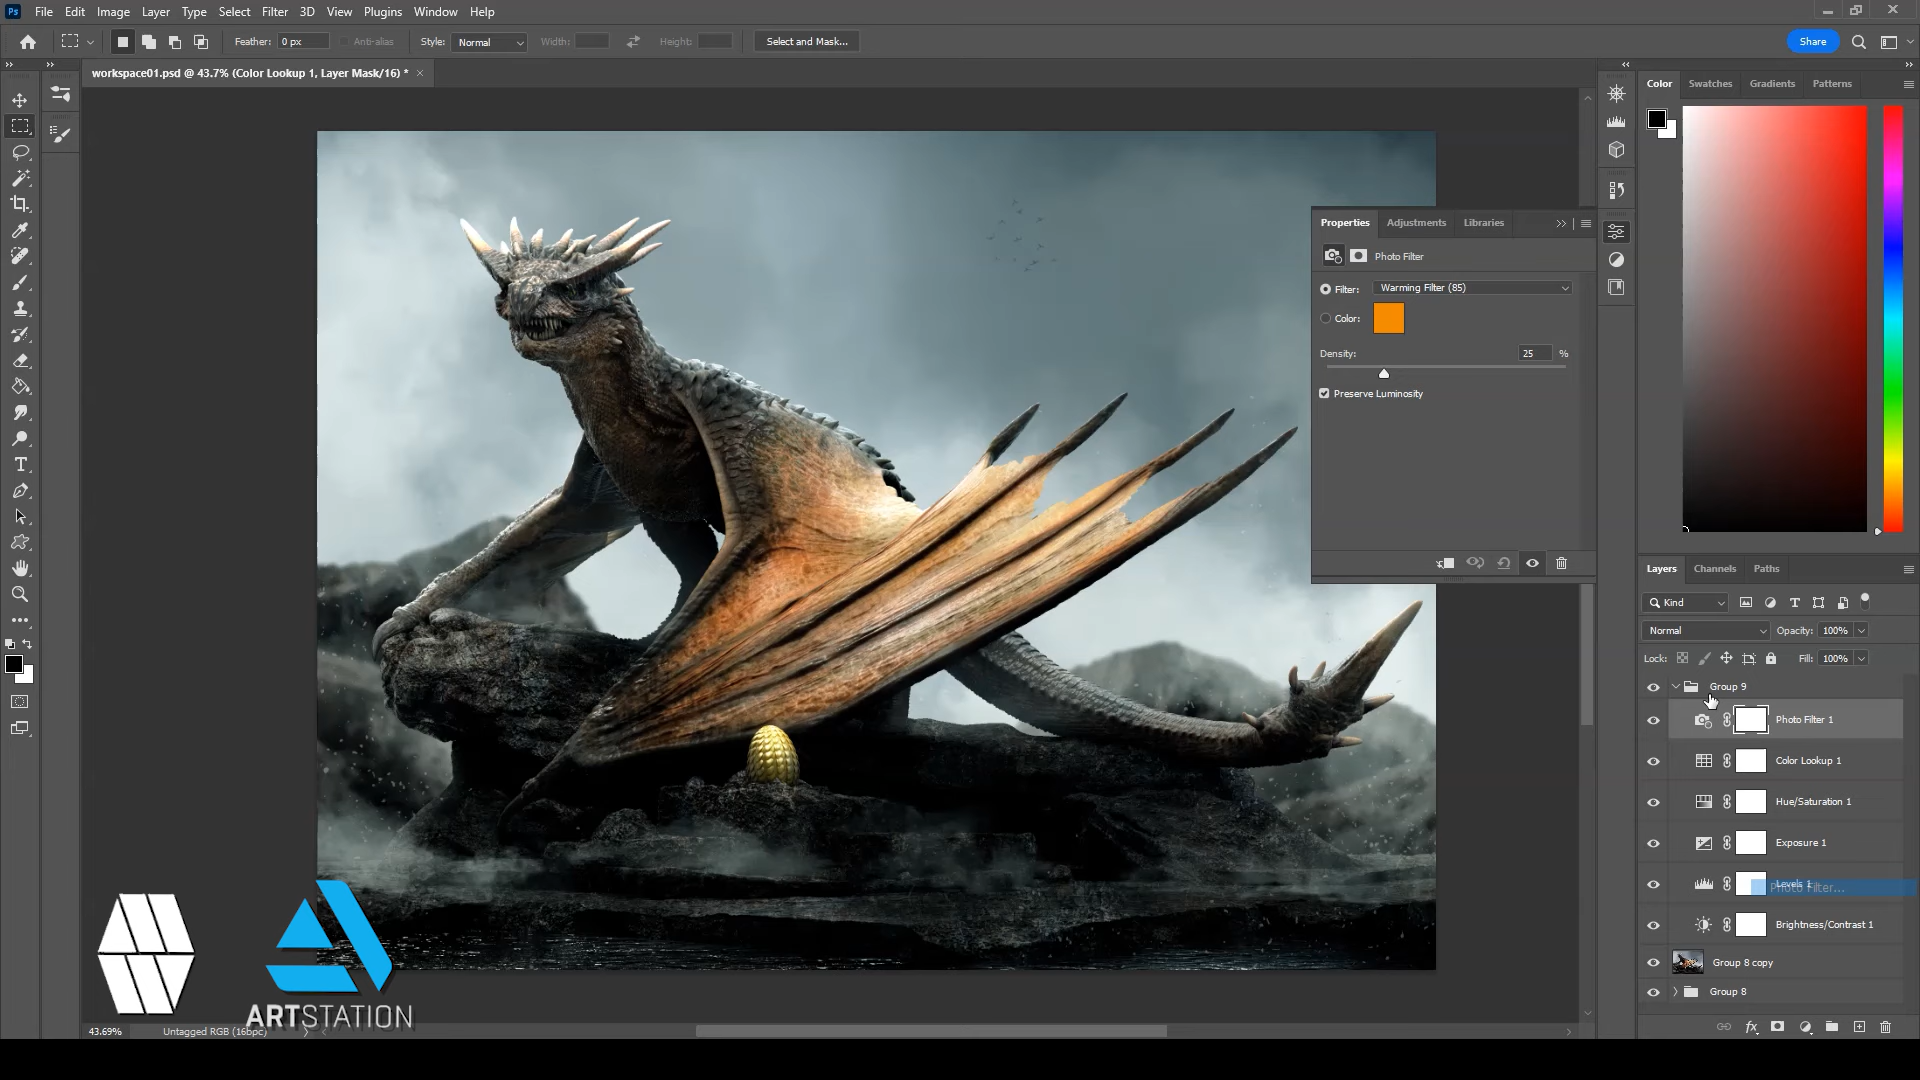 Ps File Edit Image Layer Type Select Filter 3D View Plugins Window Help
Feather: 0 px Anti-alias Style: Normal Width: Height: Select and Mask... Share
workspace01.psd @ 43.7% (Color Lookup 1, Layer Mask/16) * ×
Color Swatches Gradients Patterns
Properties Adjustments Libraries
Photo Filter
Filter: Warming Filter (85)
Color:
Density: 25 %
Preserve Luminosity
Layers Channels Paths
Kind
Normal Opacity: 100%
Lock: Fill: 100%
Group 9
Photo Filter 1
Color Lookup 1
Hue/Saturation 1
Exposure 1
Levels 1
Photo Filter...
Brightness/Contrast 1
Group 8 copy
Group 8
fx
ARTSTATION
43.69% Untagged RGB (16bpc)